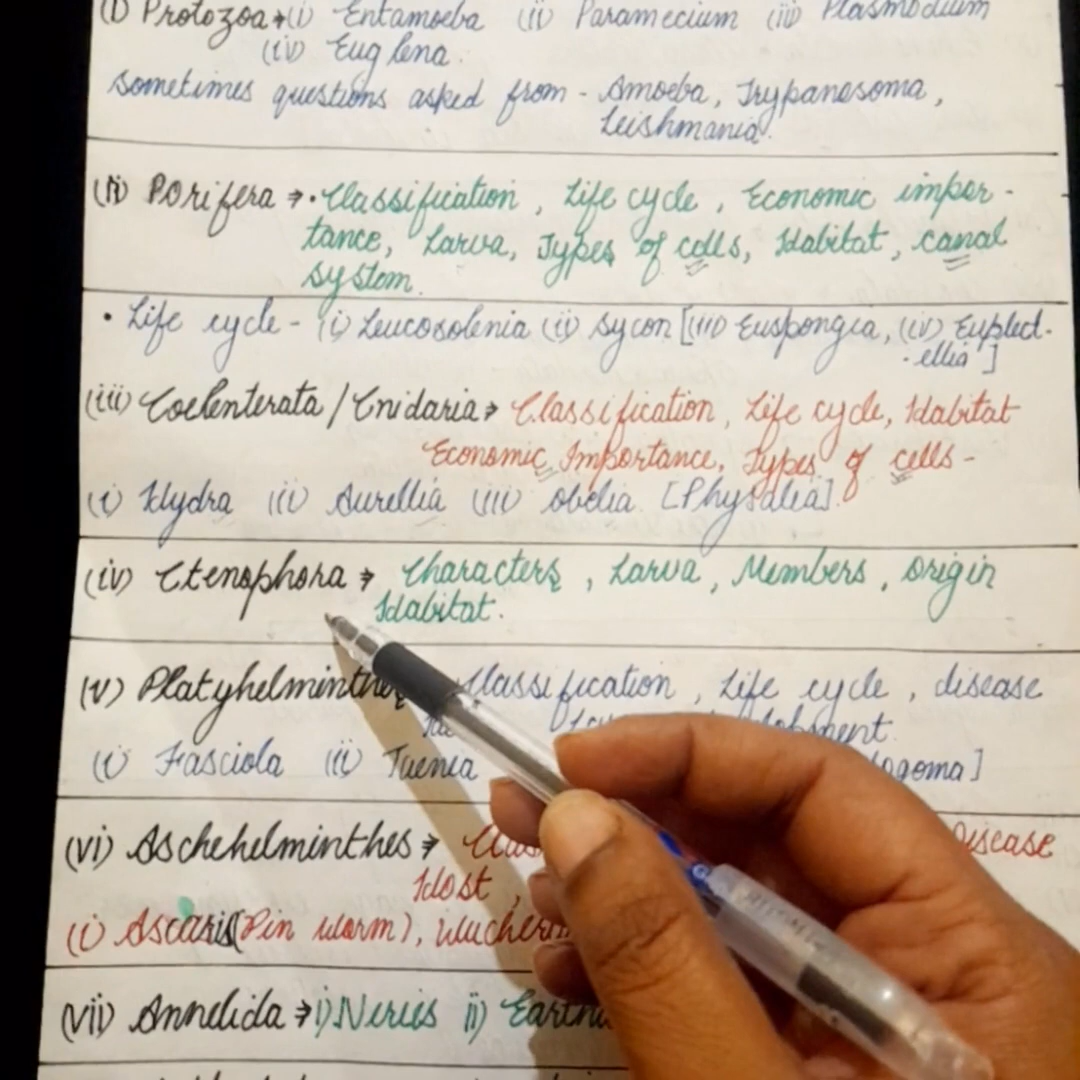 (i) Protozoa → (i) Entamoeba (ii) Paramecium (iii) Plasmodium
(iv) Euglena.
Sometimes questions asked from - Amoeba, Trypanosoma,
Leishmania.
(ii) Porifera → • Classification, Life cycle, Economic impor-
tance, Larva, Types of cells, Habitat, canal
system.
• Life cycle - (i) Leucosolenia (ii) Sycon [(iii) Euspongia, (iv) Euplect-
-ellia]
(iii) Coelenterata / Cnidaria → Classification, Life cycle, Habitat
Economic Importance, Types of cells -
(i) Hydra (ii) Aurellia (iii) Obelia [Physalia].
(iv) Ctenophora → Characters, Larva, Members, origin
Habitat.
(v) Platyhelminthes Classification, Life cycle, disease
(i) Fasciola (ii) Taenia
(vi) Aschehelminthes → Disease
Host,
(i) Ascaris (Pin worm),
(vii) Annelida → i) Neries ii)